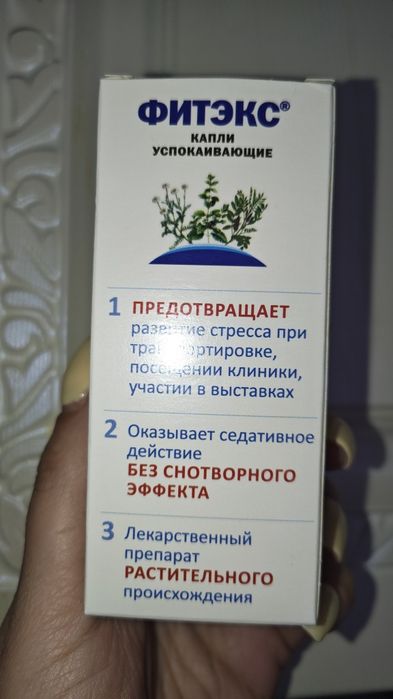 ФИТЭКС®
КАПЛИ
УСПОКАИВАЮЩИЕ
1 ПРЕДОТВРАЩАЕТ
развитие стресса при
транспортировке,
посещении клиники,
участии в выставках
2 Оказывает седативное
действие
БЕЗ СНОТВОРНОГО
ЭФФЕКТА
3 Лекарственный
препарат
РАСТИТЕЛЬНОГО
происхождения